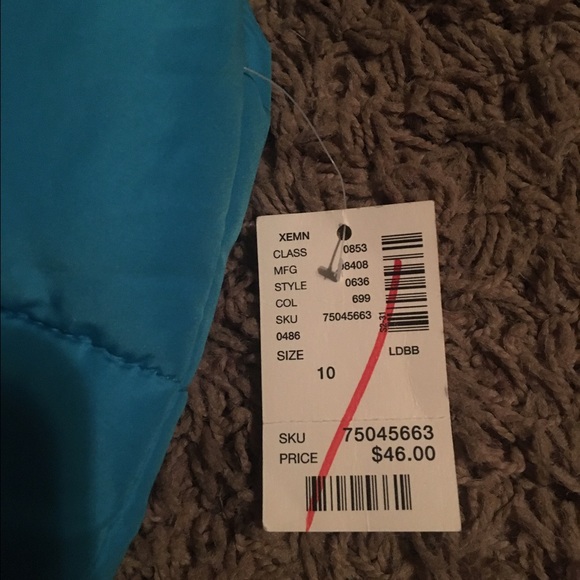 XEMN
CLASS 0853
MFG 08408
STYLE 0636
COL 699
SKU 75045663
0486
SIZE LDBB
10
SKU 75045663
PRICE $46.00